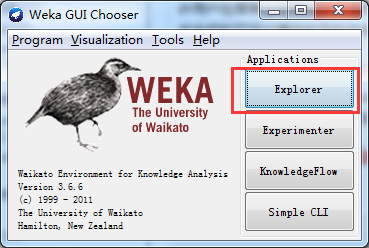 Weka GUI Chooser
Program Visualization Tools Help
WEKA
The University
of Waikato
Waikato Environment for Knowledge Analysis
Version 3.6.6
(c) 1999 - 2011
The University of Waikato
Hamilton, New Zealand
Applications
Explorer
Experimenter
KnowledgeFlow
Simple CLI